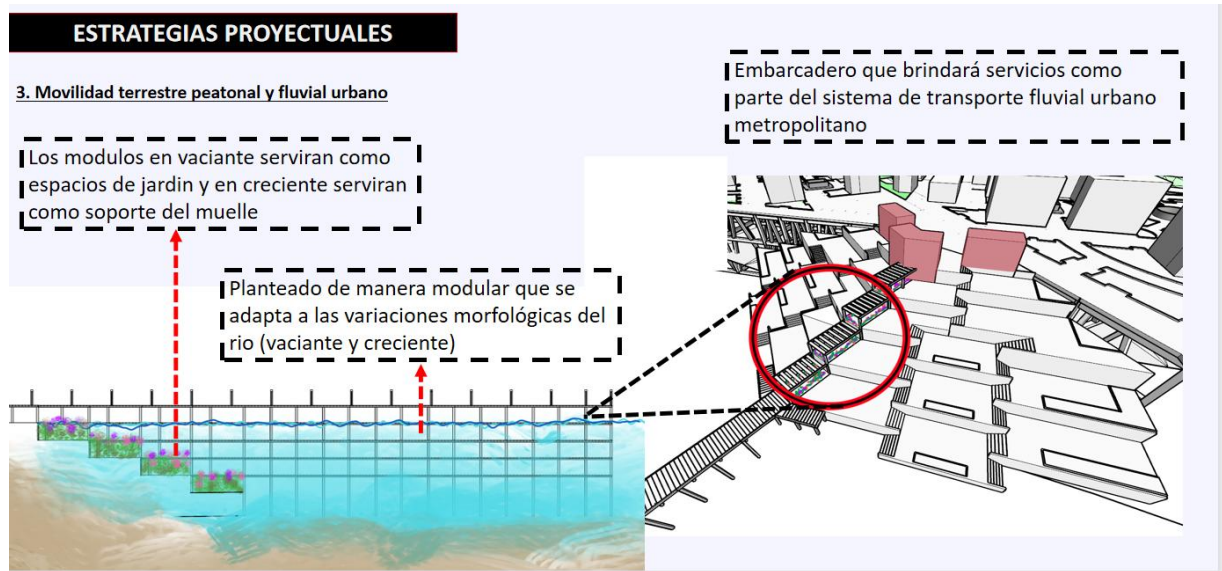 ESTRATEGIAS PROYECTUALES
3. Movilidad terrestre peatonal y fluvial urbano
Los modulos en vaciante serviran como
espacios de jardin y en creciente serviran
como soporte del muelle
Planteado de manera modular que se
adapta a las variaciones morfológicas del
rio (vaciante y creciente)
Embarcadero que brindará servicios como
parte del sistema de transporte fluvial urbano
metropolitano